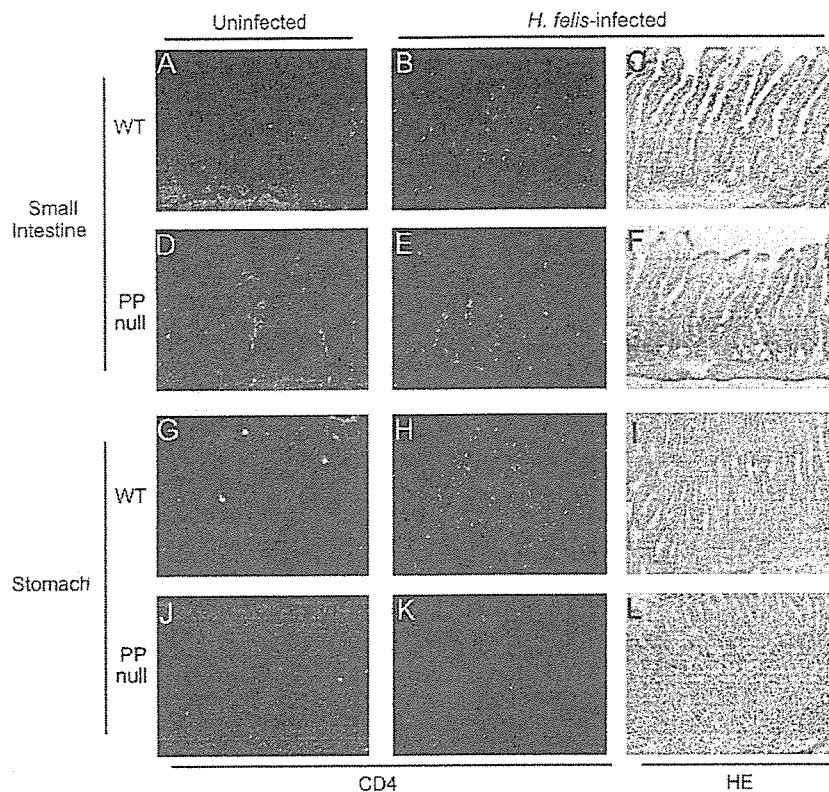 Uninfected
H. felis-infected
A
B
C
WT
Small
Intestine
D
E
F
PP
null
G
H
I
WT
Stomach
J
K
L
PP
null
CD4
HE